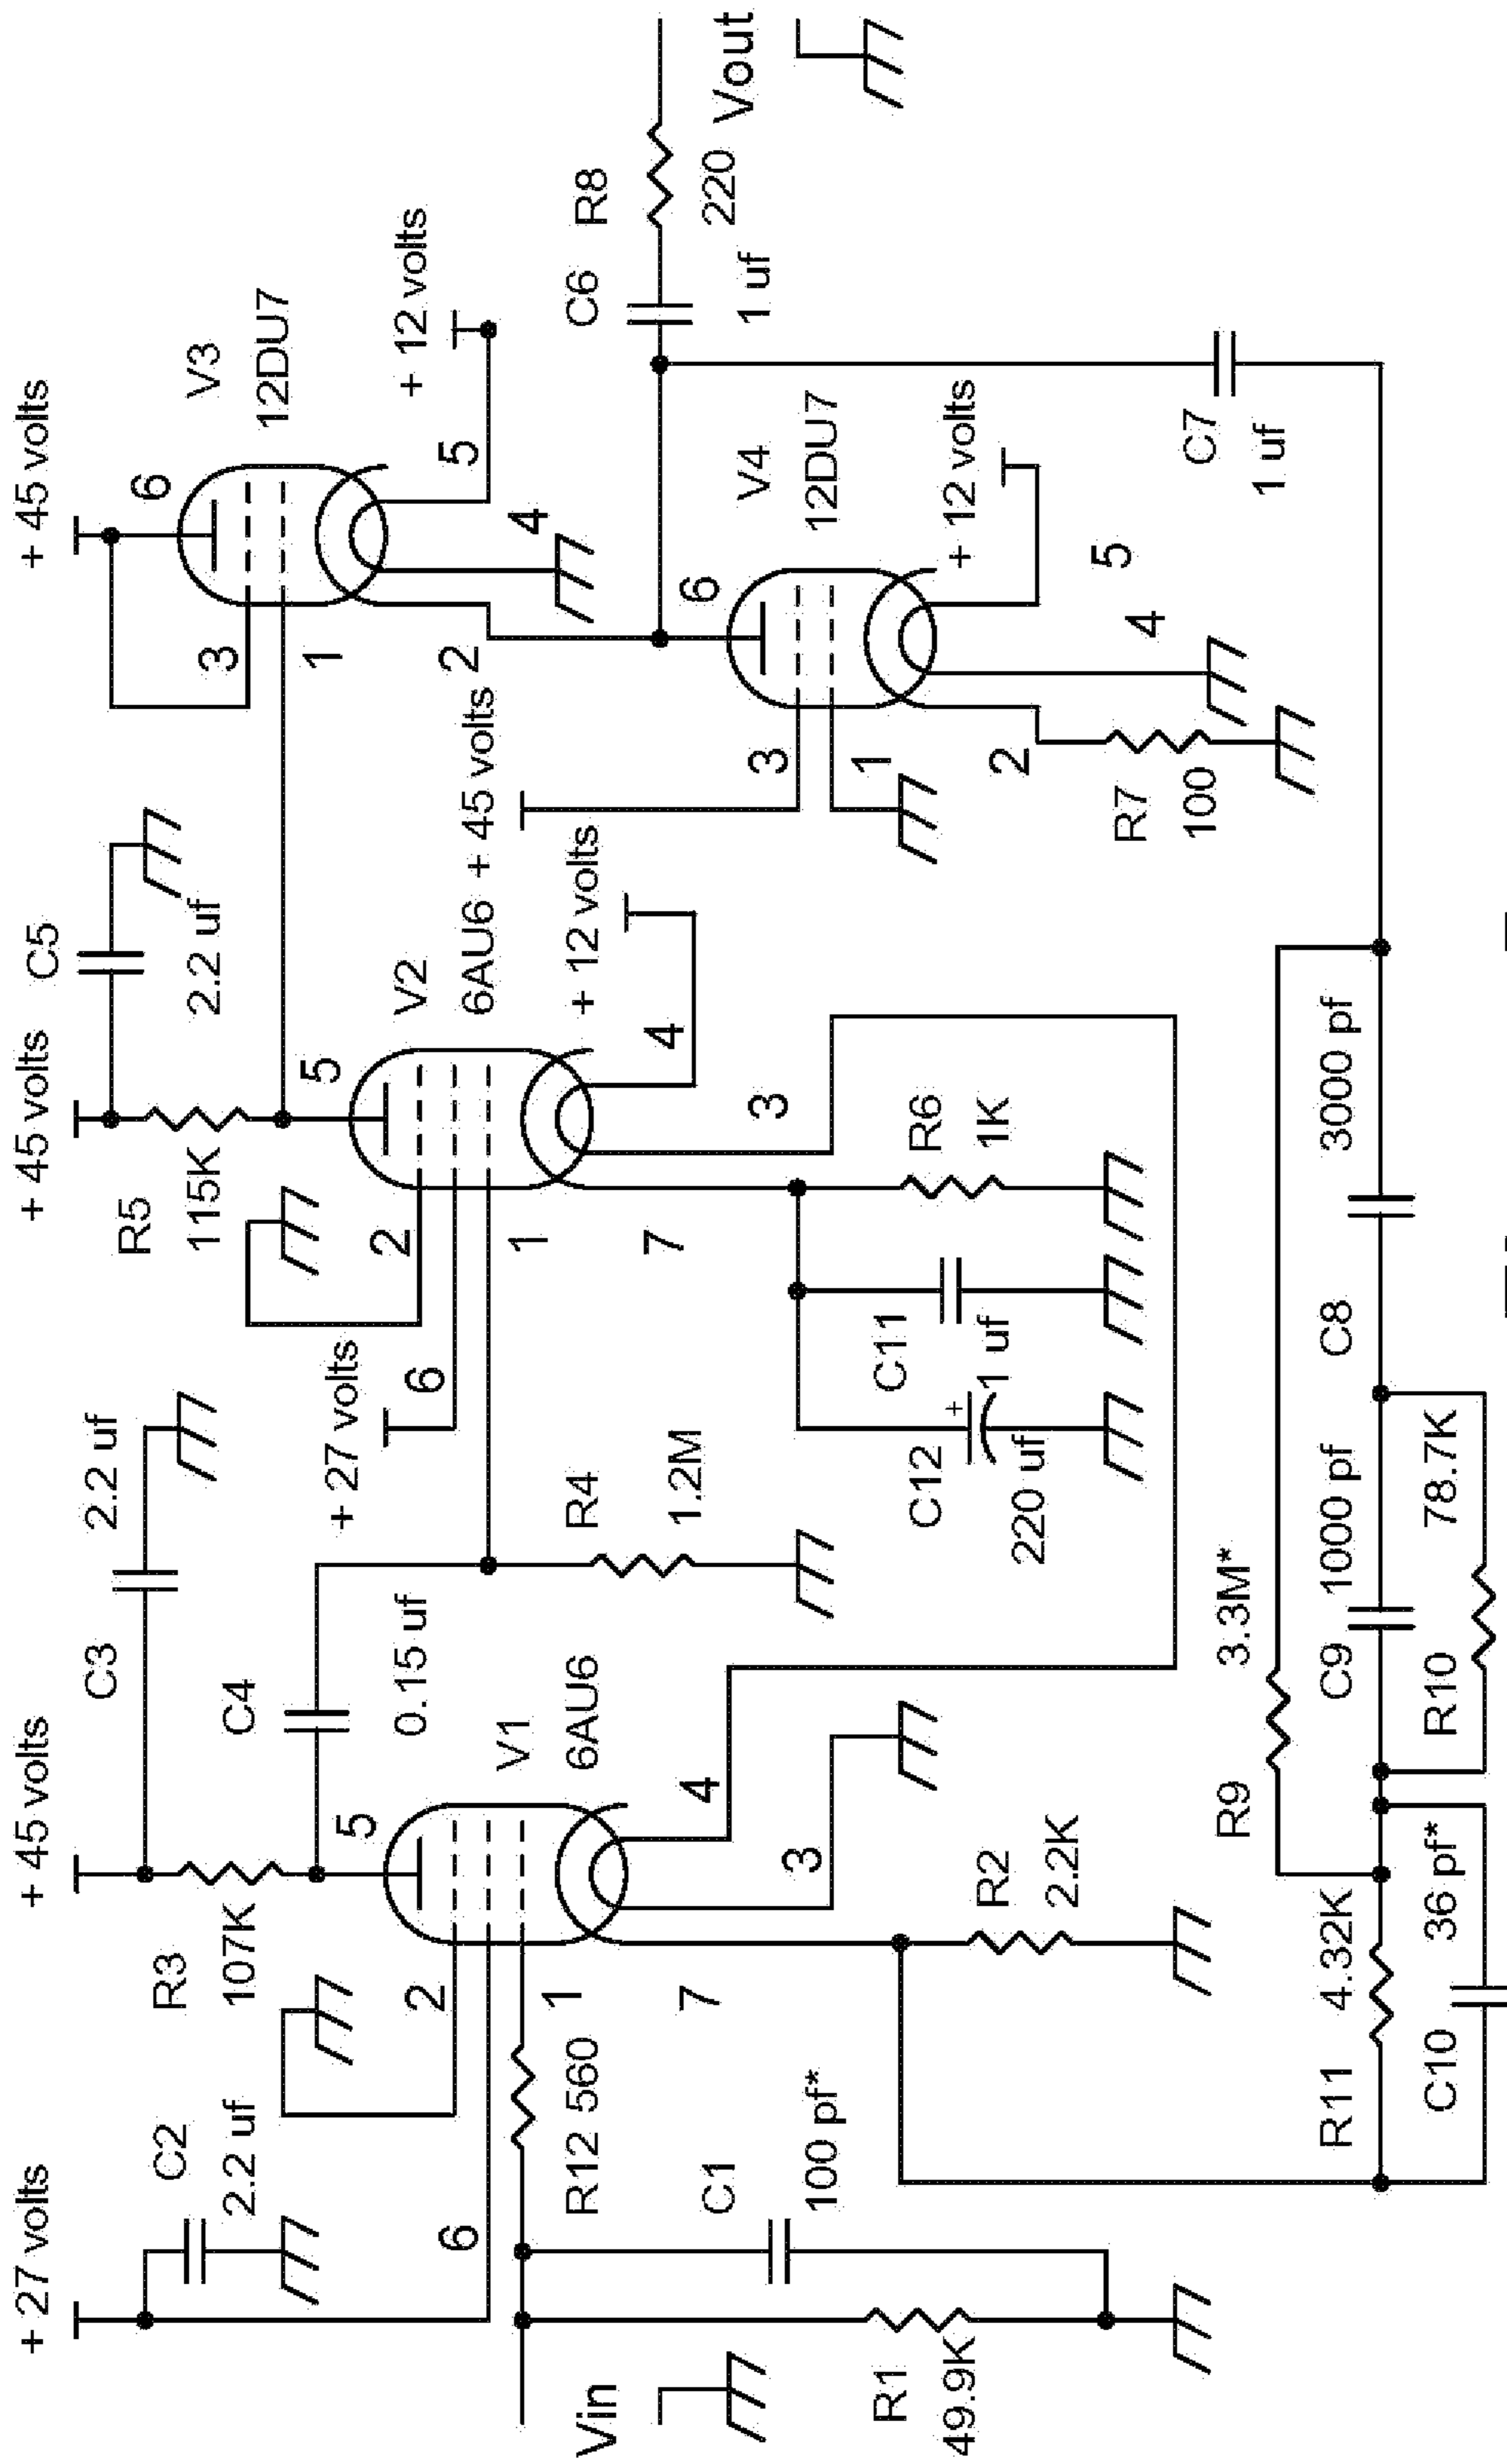 + 27 volts
C2
2.2 uf
6
Vin
R1
49.9K
C1
100 pf*
R12 560
+ 45 volts
R3
107K
C3
2.2 uf
C4
0.15 uf
5
2
1
7
V1
6AU6
4
3
R2
2.2K
R4
1.2M
+ 27 volts
6
+ 45 volts
R5
115K
C5
2.2 uf
5
2
1
7
V2
6AU6
+ 12 volts
4
3
C12
220 uf
+
C11
1 uf
R6
1K
+ 45 volts
6
3
1
2
V3
12DU7
+ 12 volts
5
4
+ 45 volts
6
3
1
2
V4
12DU7
+ 12 volts
5
4
R7
100
C6
1 uf
R8
220
Vout
C7
1 uf
R9
3.3M*
R11
4.32K
C10
36 pf*
C9
1000 pf
R10
78.7K
C8
3000 pf